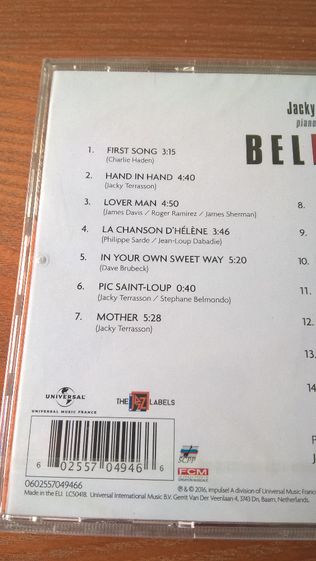 Jacky
piano
BEL
1. FIRST SONG 3:15
(Charlie Haden)
2. HAND IN HAND 4:40
(Jacky Terrasson)
3. LOVER MAN 4:50
(James Davis / Roger Ramirez / James Sherman)
4. LA CHANSON D'HÉLÈNE 3:46
(Philippe Sarde / Jean-Loup Dabadie)
5. IN YOUR OWN SWEET WAY 5:20
(Dave Brubeck)
6. PIC SAINT-LOUP 0:40
(Jacky Terrasson / Stephane Belmondo)
7. MOTHER 5:28
(Jacky Terrasson)
8.
9.
10.
11.
12.
13.
14
P
J
UNIVERSAL
UNIVERSAL MUSIC FRANCE
THE JAZZ LABELS
6 02557 04946 6
SCPP
FCM
0602557049466
℗ & © 2016, impulse! A division of Universal Music France
Made in the E.U. LC50418. Universal International Music B.V. Gerrit Van Der Veenlaan 4, 3743 Dn, Baarn, Netherlands.